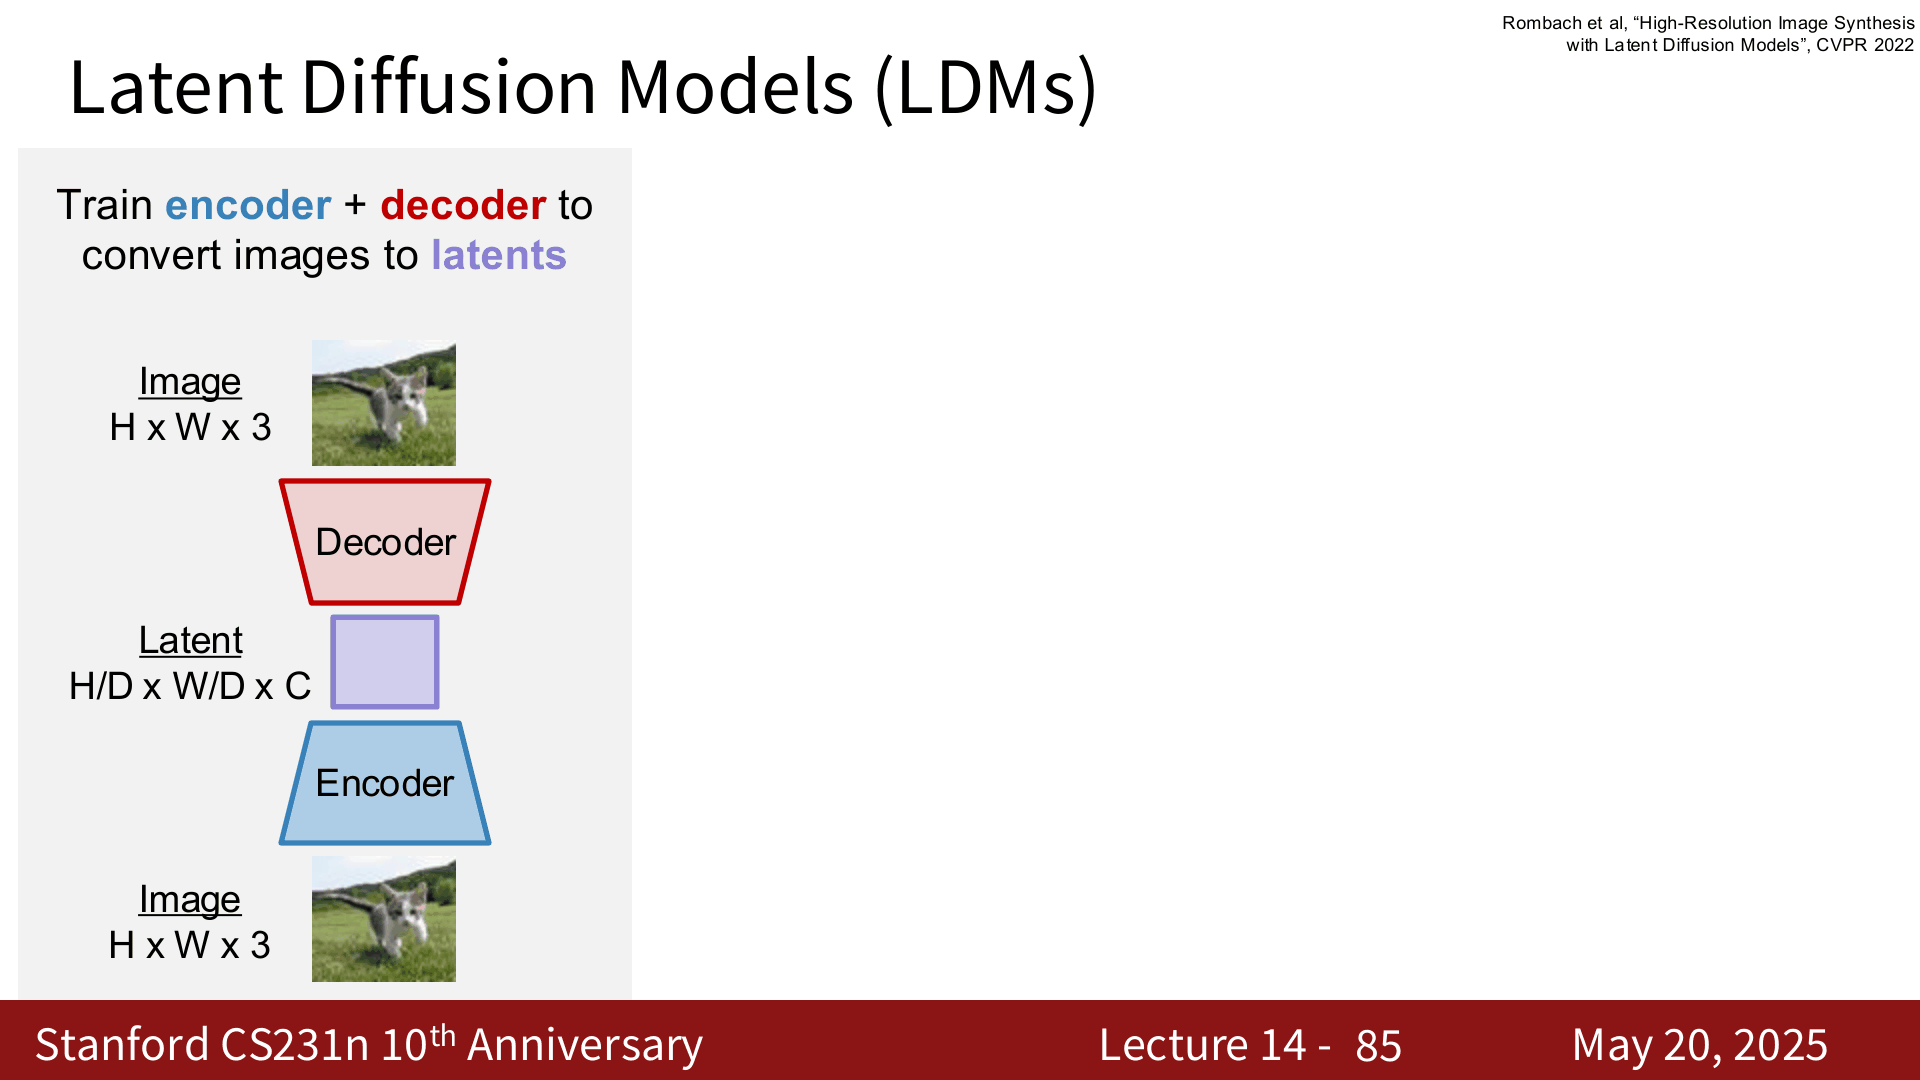 Rombach et al, “High-Resolution Image Synthesis
with Latent Diffusion Models”, CVPR 2022
Latent Diffusion Models (LDMs)
Train encoder + decoder to
convert images to latents
Image
H x W x 3
Decoder
Latent
H/D x W/D x C
Encoder
Image
H x W x 3
Stanford CS231n 10th Anniversary
Lecture 14 - 85
May 20, 2025